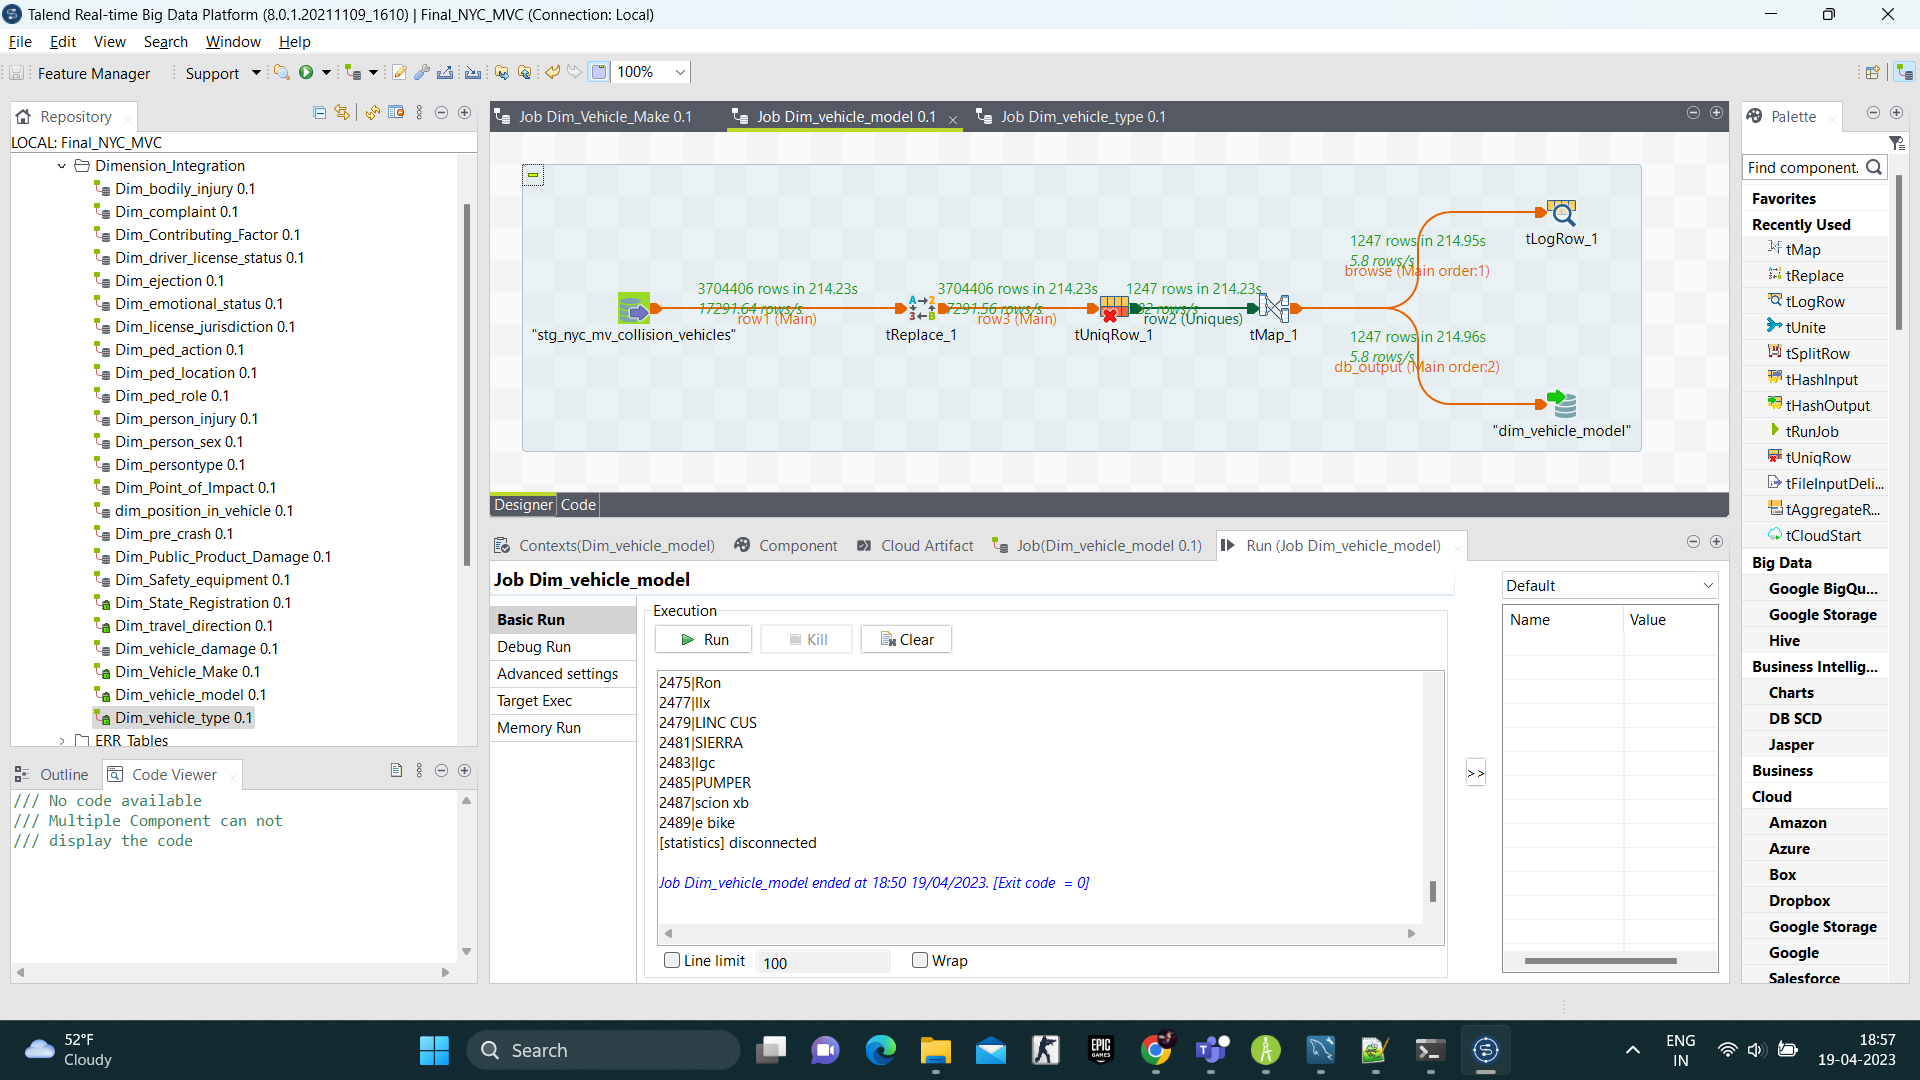 Talend Real-time Big Data Platform (8.0.1.20211109_1610) | Final_NYC_MVC (Connection: Local)
File Edit View Search Window Help
Feature Manager Support 100%
Repository
LOCAL: Final_NYC_MVC
Dimension_Integration
Dim_bodily_injury 0.1
Dim_complaint 0.1
Dim_Contributing_Factor 0.1
Dim_driver_license_status 0.1
Dim_ejection 0.1
Dim_emotional_status 0.1
Dim_license_jurisdiction 0.1
Dim_ped_action 0.1
Dim_ped_location 0.1
Dim_ped_role 0.1
Dim_person_injury 0.1
Dim_person_sex 0.1
Dim_persontype 0.1
Dim_Point_of_Impact 0.1
dim_position_in_vehicle 0.1
Dim_pre_crash 0.1
Dim_Public_Product_Damage 0.1
Dim_Safety_equipment 0.1
Dim_State_Registration 0.1
Dim_travel_direction 0.1
Dim_vehicle_damage 0.1
Dim_Vehicle_Make 0.1
Dim_vehicle_model 0.1
Dim_vehicle_type 0.1
ERR_Tables
Outline Code Viewer
/// No code available
/// Multiple Component can not
/// display the code
Job Dim_Vehicle_Make 0.1 Job Dim_vehicle_model 0.1 Job Dim_vehicle_type 0.1
"stg_nyc_mv_collision_vehicles"
3704406 rows in 214.23s
17291.64 rows/s
row1 (Main)
tReplace_1
3704406 rows in 214.23s
row3 (Main)
tUniqRow_1
1247 rows in 214.23s
row2 (Uniques)
tMap_1
1247 rows in 214.95s
5.8 rows/s
browse (Main order:1)
tLogRow_1
1247 rows in 214.96s
5.8 rows/s
db_output (Main order:2)
"dim_vehicle_model"
Designer Code
Contexts(Dim_vehicle_model) Component Cloud Artifact Job(Dim_vehicle_model 0.1) Run (Job Dim_vehicle_model)
Job Dim_vehicle_model
Basic Run
Debug Run
Advanced settings
Target Exec
Memory Run
Execution
Run Kill Clear
2475|Ron
2477|llx
2479|LINC CUS
2481|SIERRA
2483|lgc
2485|PUMPER
2487|scion xb
2489|e bike
[statistics] disconnected
Job Dim_vehicle_model ended at 18:50 19/04/2023. [Exit code = 0]
Line limit 100 Wrap
>>
Default
Name Value
Palette
Find component.
Favorites
Recently Used
tMap
tReplace
tLogRow
tUnite
tSplitRow
tHashInput
tHashOutput
tRunJob
tUniqRow
tFileInputDeli...
tAggregateR...
tCloudStart
Big Data
Google BigQu...
Google Storage
Hive
Business Intellig...
Charts
DB SCD
Jasper
Business
Cloud
Amazon
Azure
Box
Dropbox
Google Storage
Google
Salesforce
52°F
Cloudy
Search
EPIC GAMES
ENG
IN
18:57
19-04-2023